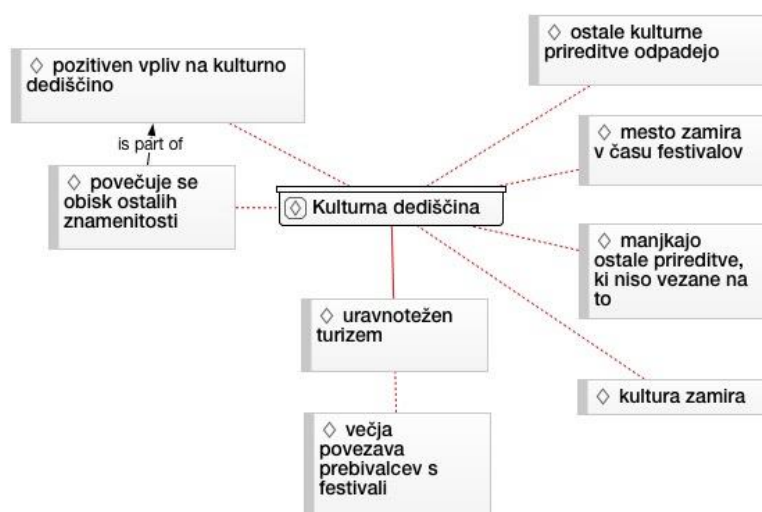 pozitiven vpliv na kulturno
dediščino
is part of
povečuje se
obisk ostalih
znamenitosti
Kulturna dediščina
ostale kulturne
prireditve odpadejo
mesto zamira
v času festivalov
manjkajo
ostale prireditve,
ki niso vezane na
to
kultura zamira
uravnotežen
turizem
večja
povezava
prebivalcev s
festivali